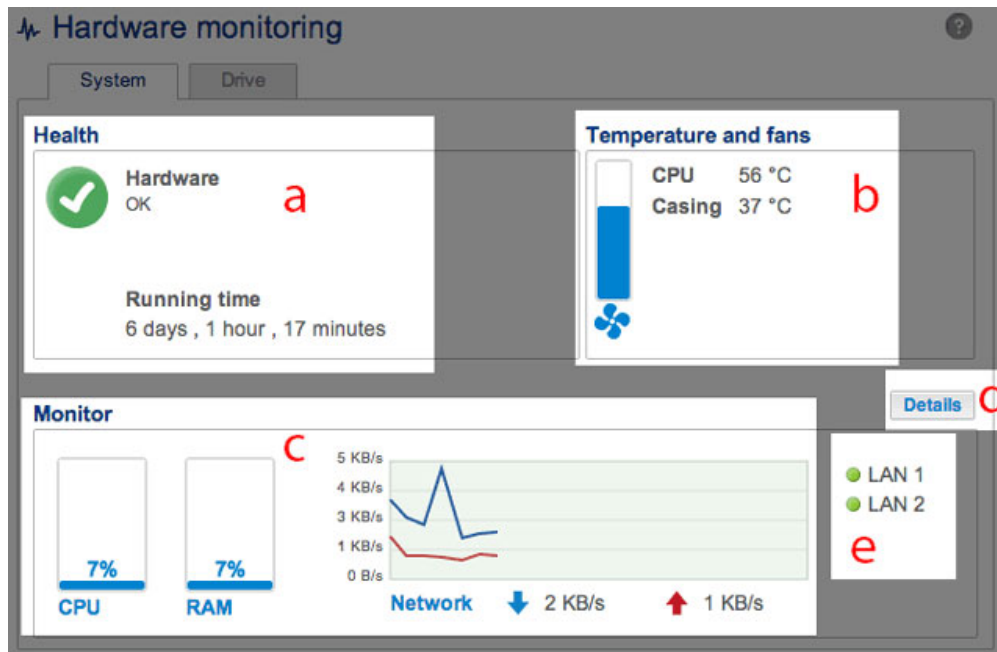 Hardware monitoring
?
System
Drive
Health
Hardware
OK
a
Running time
6 days , 1 hour , 17 minutes
Temperature and fans
CPU 56 °C
Casing 37 °C
b
Details
Monitor
c
7%
CPU
7%
RAM
5 KB/s
4 KB/s
3 KB/s
1 KB/s
0 B/s
Network 2 KB/s 1 KB/s
LAN 1
LAN 2
e